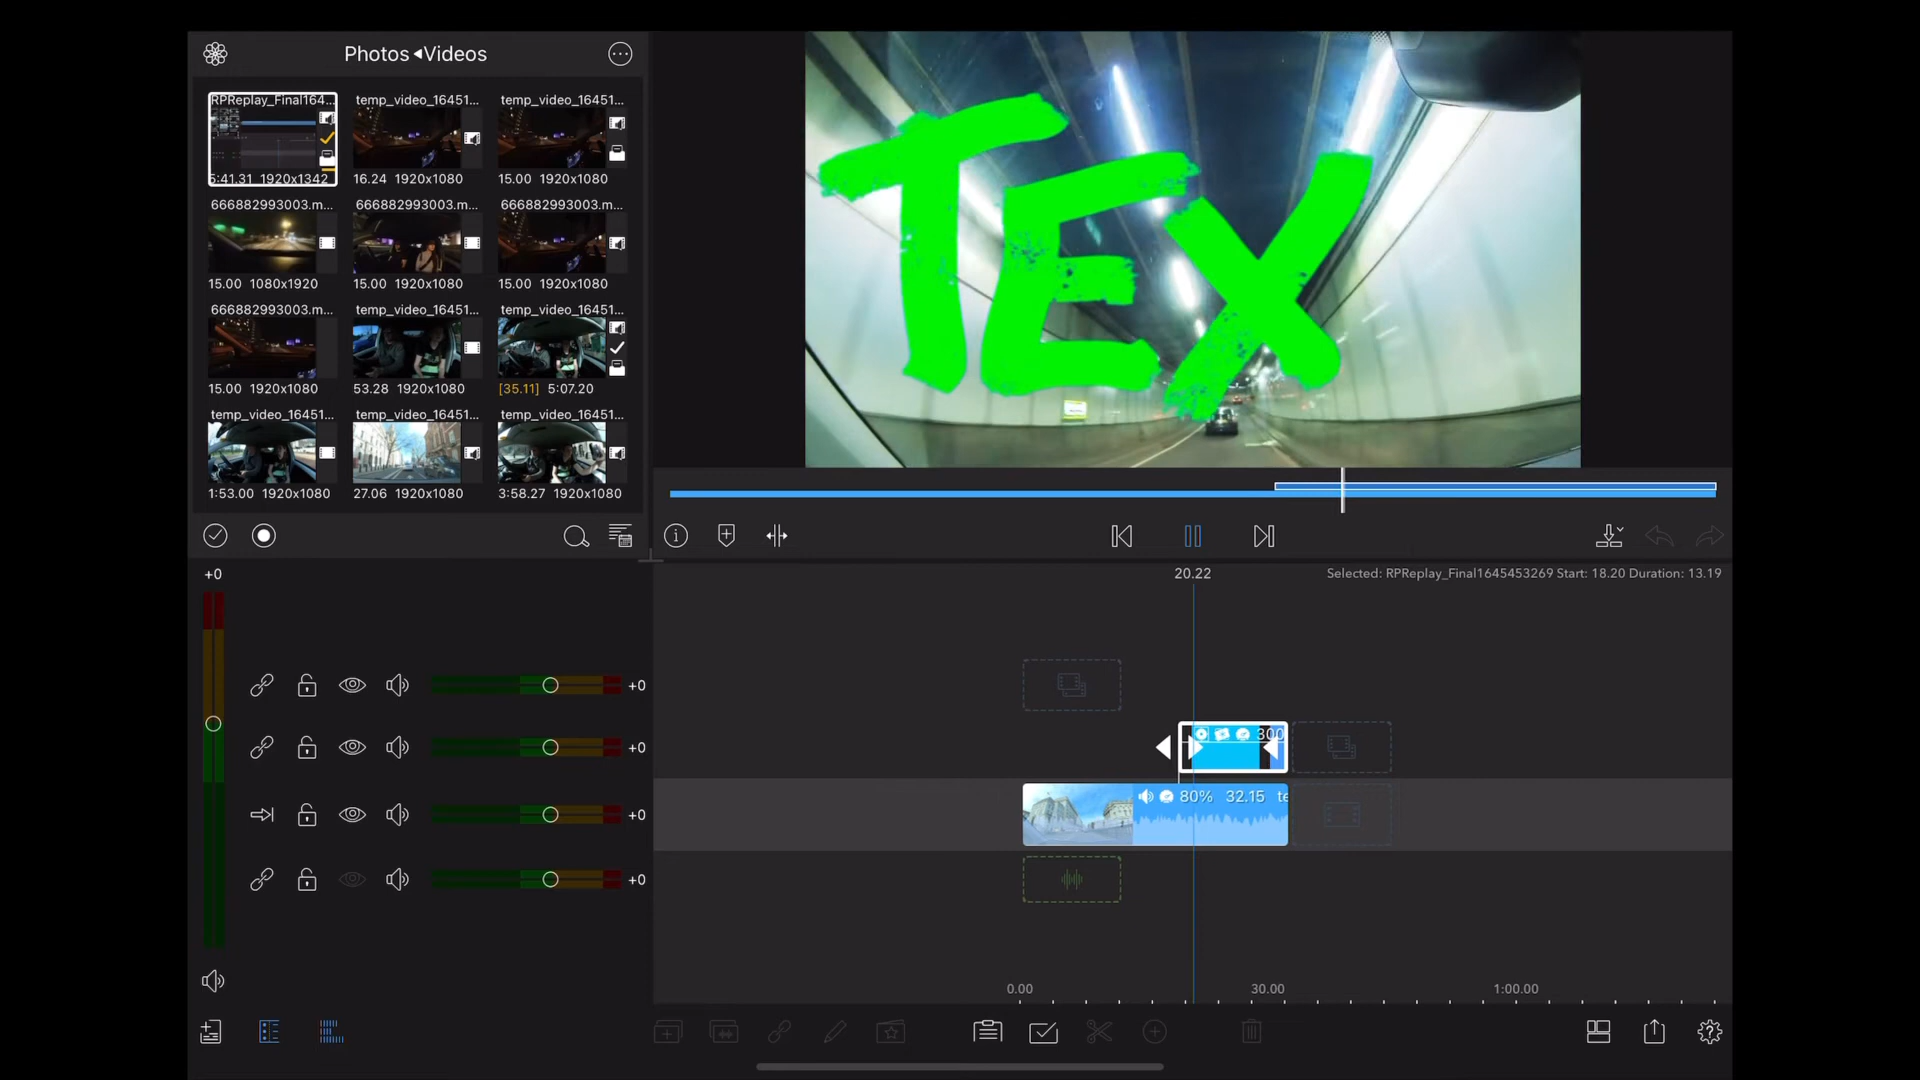 Photos ◂Videos
RPReplay_Final164...
temp_video_16451...
temp_video_16451...
5:41.31 1920x1342
16.24 1920x1080
15.00 1920x1080
666882993003.m...
666882993003.m...
666882993003.m...
15.00 1080x1920
15.00 1920x1080
15.00 1920x1080
666882993003.m...
temp_video_16451...
temp_video_16451...
15.00 1920x1080
53.28 1920x1080
[35.11] 5:07.20
temp_video_16451...
temp_video_16451...
temp_video_16451...
1:53.00 1920x1080
27.06 1920x1080
3:58.27 1920x1080
TEX
+0
20.22
Selected: RPReplay_Final1645453269 Start: 18.20 Duration: 13.19
+0
+0
300
+0
80% 32.15 te
+0
0.00
30.00
1:00.00